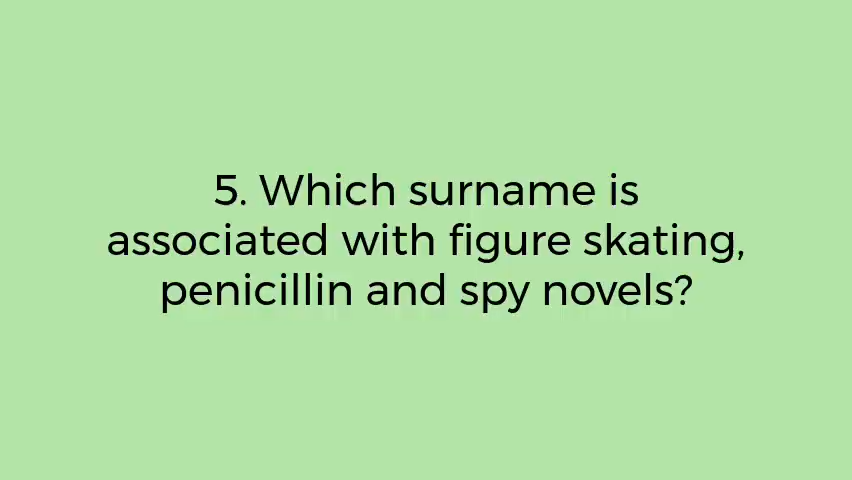 5. Which surname is
associated with figure skating,
penicillin and spy novels?